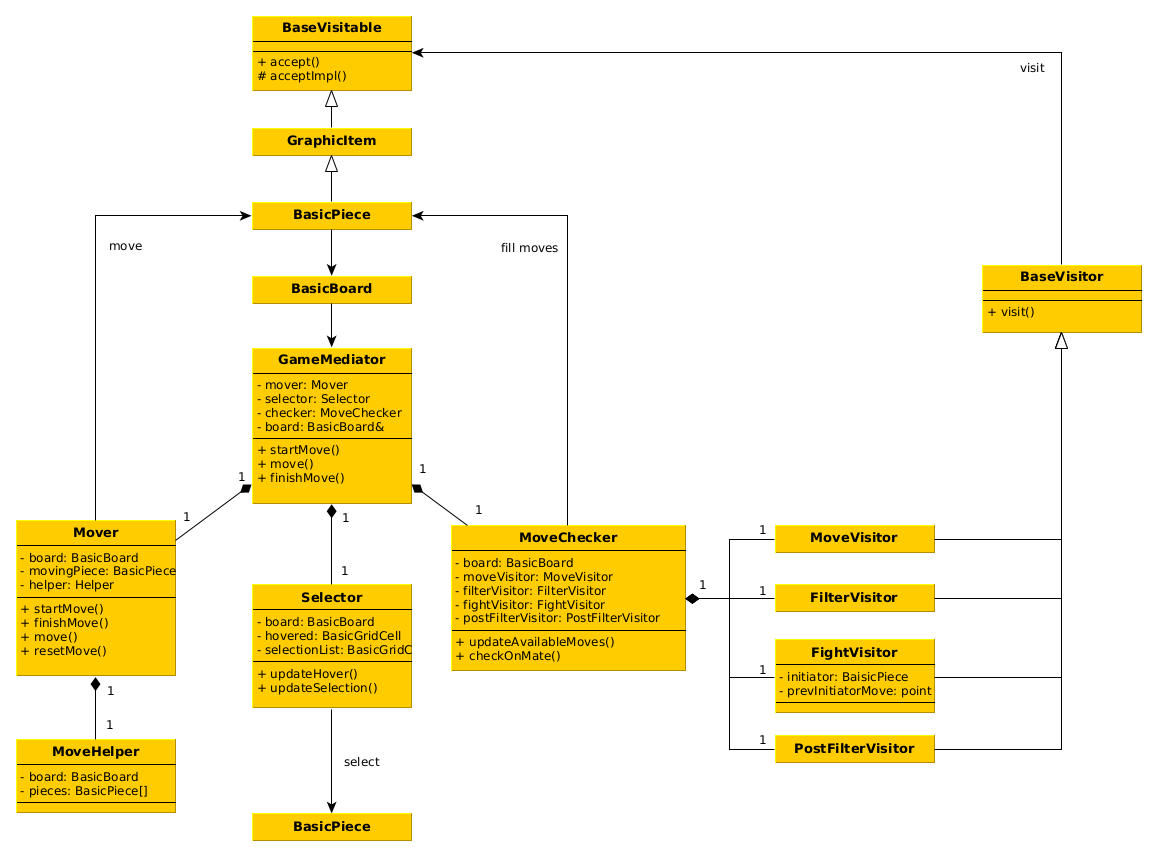 BaseVisitable
+ accept()
# acceptImpl()
visit
GraphicItem
BasicPiece
move
fill moves
BasicBoard
BaseVisitor
+ visit()
GameMediator
- mover: Mover
- selector: Selector
- checker: MoveChecker
- board: BasicBoard&
+ startMove()
+ move()
+ finishMove()
1
1
1
1
1
1
Mover
- board: BasicBoard
- movingPiece: BasicPiece
- helper: Helper
+ startMove()
+ finishMove()
+ move()
+ resetMove()
1
1
MoveHelper
- board: BasicBoard
- pieces: BasicPiece[]
Selector
- board: BasicBoard
- hovered: BasicGridCell
- selectionList: BasicGridC
+ updateHover()
+ updateSelection()
select
BasicPiece
MoveChecker
- board: BasicBoard
- moveVisitor: MoveVisitor
- filterVisitor: FilterVisitor
- fightVisitor: FightVisitor
- postFilterVisitor: PostFilterVisitor
+ updateAvailableMoves()
+ checkOnMate()
1
1
MoveVisitor
1
FilterVisitor
1
FightVisitor
- initiator: BaisicPiece
- prevInitiatorMove: point
1
PostFilterVisitor